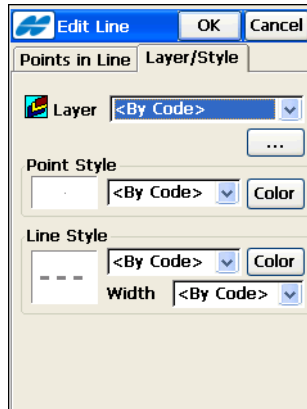 Edit Line OK Cancel
Points in Line Layer/Style
Layer <By Code>
...
Point Style
<By Code> Color
Line Style
<By Code> Color
Width <By Code>